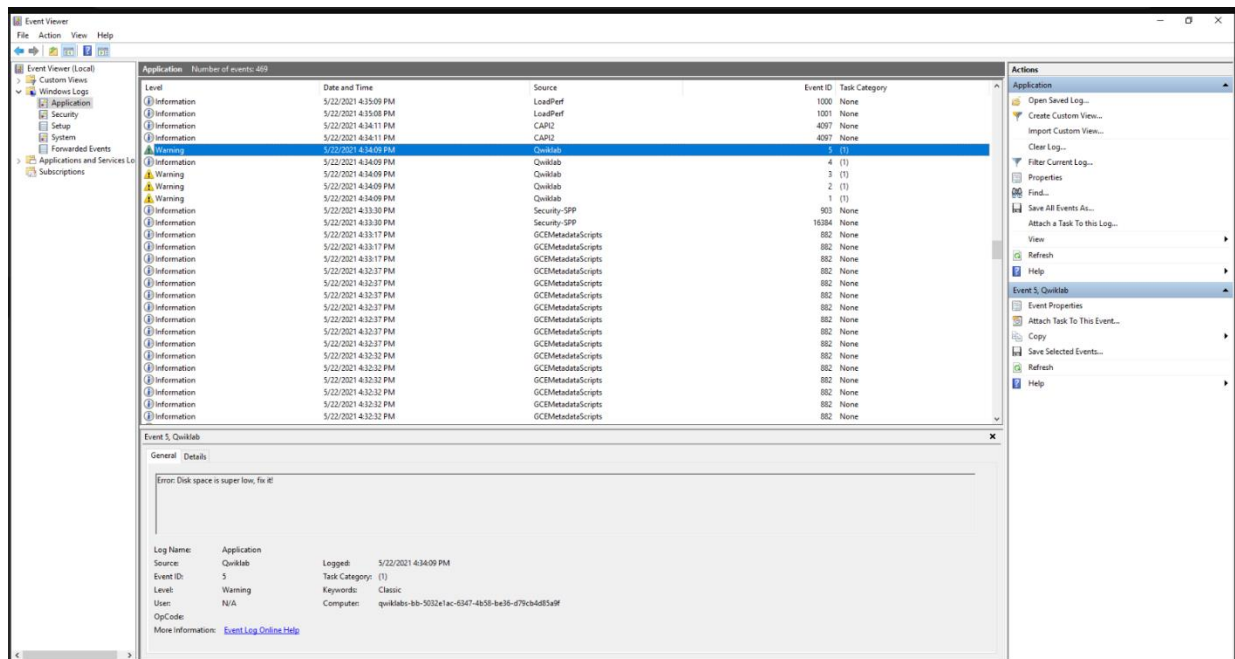 Event Viewer
File Action View Help
Event Viewer (Local)
Custom Views
Windows Logs
Application
Security
Setup
System
Forwarded Events
Applications and Services Lo
Subscriptions
Application Number of events: 469
Level Date and Time Source Event ID Task Category
Information 5/22/2021 4:35:09 PM LoadPerf 1000 None
Information 5/22/2021 4:35:08 PM LoadPerf 1001 None
Information 5/22/2021 4:34:11 PM CAPI2 4097 None
Information 5/22/2021 4:34:11 PM CAPI2 4097 None
Warning 5/22/2021 4:34:09 PM Qwiklab 5 (1)
Information 5/22/2021 4:34:09 PM Qwiklab 4 (1)
Warning 5/22/2021 4:34:09 PM Qwiklab 3 (1)
Warning 5/22/2021 4:34:09 PM Qwiklab 2 (1)
Warning 5/22/2021 4:34:09 PM Qwiklab 1 (1)
Information 5/22/2021 4:33:30 PM Security-SPP 903 None
Information 5/22/2021 4:33:30 PM Security-SPP 16384 None
Information 5/22/2021 4:33:17 PM GCEMetadataScripts 882 None
Information 5/22/2021 4:33:17 PM GCEMetadataScripts 882 None
Information 5/22/2021 4:33:17 PM GCEMetadataScripts 882 None
Information 5/22/2021 4:32:37 PM GCEMetadataScripts 882 None
Information 5/22/2021 4:32:37 PM GCEMetadataScripts 882 None
Information 5/22/2021 4:32:37 PM GCEMetadataScripts 882 None
Information 5/22/2021 4:32:37 PM GCEMetadataScripts 882 None
Information 5/22/2021 4:32:37 PM GCEMetadataScripts 882 None
Information 5/22/2021 4:32:37 PM GCEMetadataScripts 882 None
Information 5/22/2021 4:32:37 PM GCEMetadataScripts 882 None
Information 5/22/2021 4:32:32 PM GCEMetadataScripts 882 None
Information 5/22/2021 4:32:32 PM GCEMetadataScripts 882 None
Information 5/22/2021 4:32:32 PM GCEMetadataScripts 882 None
Information 5/22/2021 4:32:32 PM GCEMetadataScripts 882 None
Information 5/22/2021 4:32:32 PM GCEMetadataScripts 882 None
Information 5/22/2021 4:32:32 PM GCEMetadataScripts 882 None
Event 5, Qwiklab
General Details
Error: Disk space is super low, fix it!
Log Name: Application
Source: Qwiklab Logged: 5/22/2021 4:34:09 PM
Event ID: 5 Task Category: (1)
Level: Warning Keywords: Classic
User: N/A Computer: qwiklabs-bb-5032e1ac-6347-4b58-be36-d79cb4d85a9f
OpCode:
More Information: Event Log Online Help
Actions
Application
Open Saved Log...
Create Custom View...
Import Custom View...
Clear Log...
Filter Current Log...
Properties
Find...
Save All Events As...
Attach a Task To this Log...
View
Refresh
Help
Event 5, Qwiklab
Event Properties
Attach Task To This Event...
Copy
Save Selected Events...
Refresh
Help